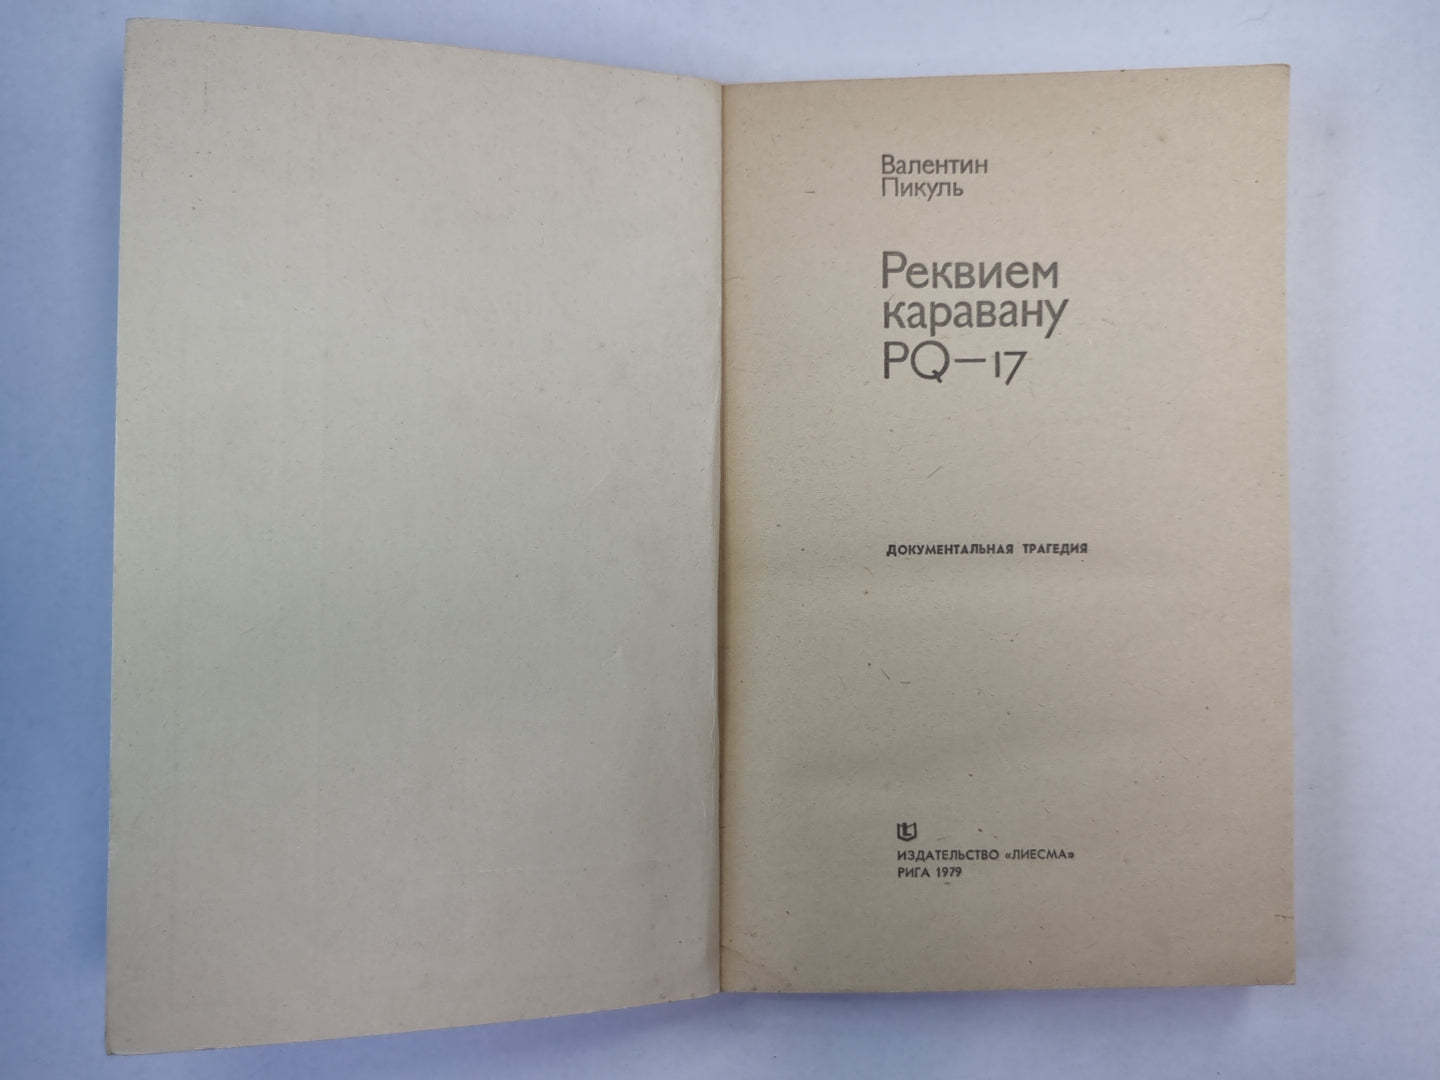 Валентин
Пикуль
Реквием
каравану
PQ—17
ДОКУМЕНТАЛЬНАЯ ТРАГЕДИЯ
ИЗДАТЕЛЬСТВО «ЛИЕСМА»
РИГА 1979